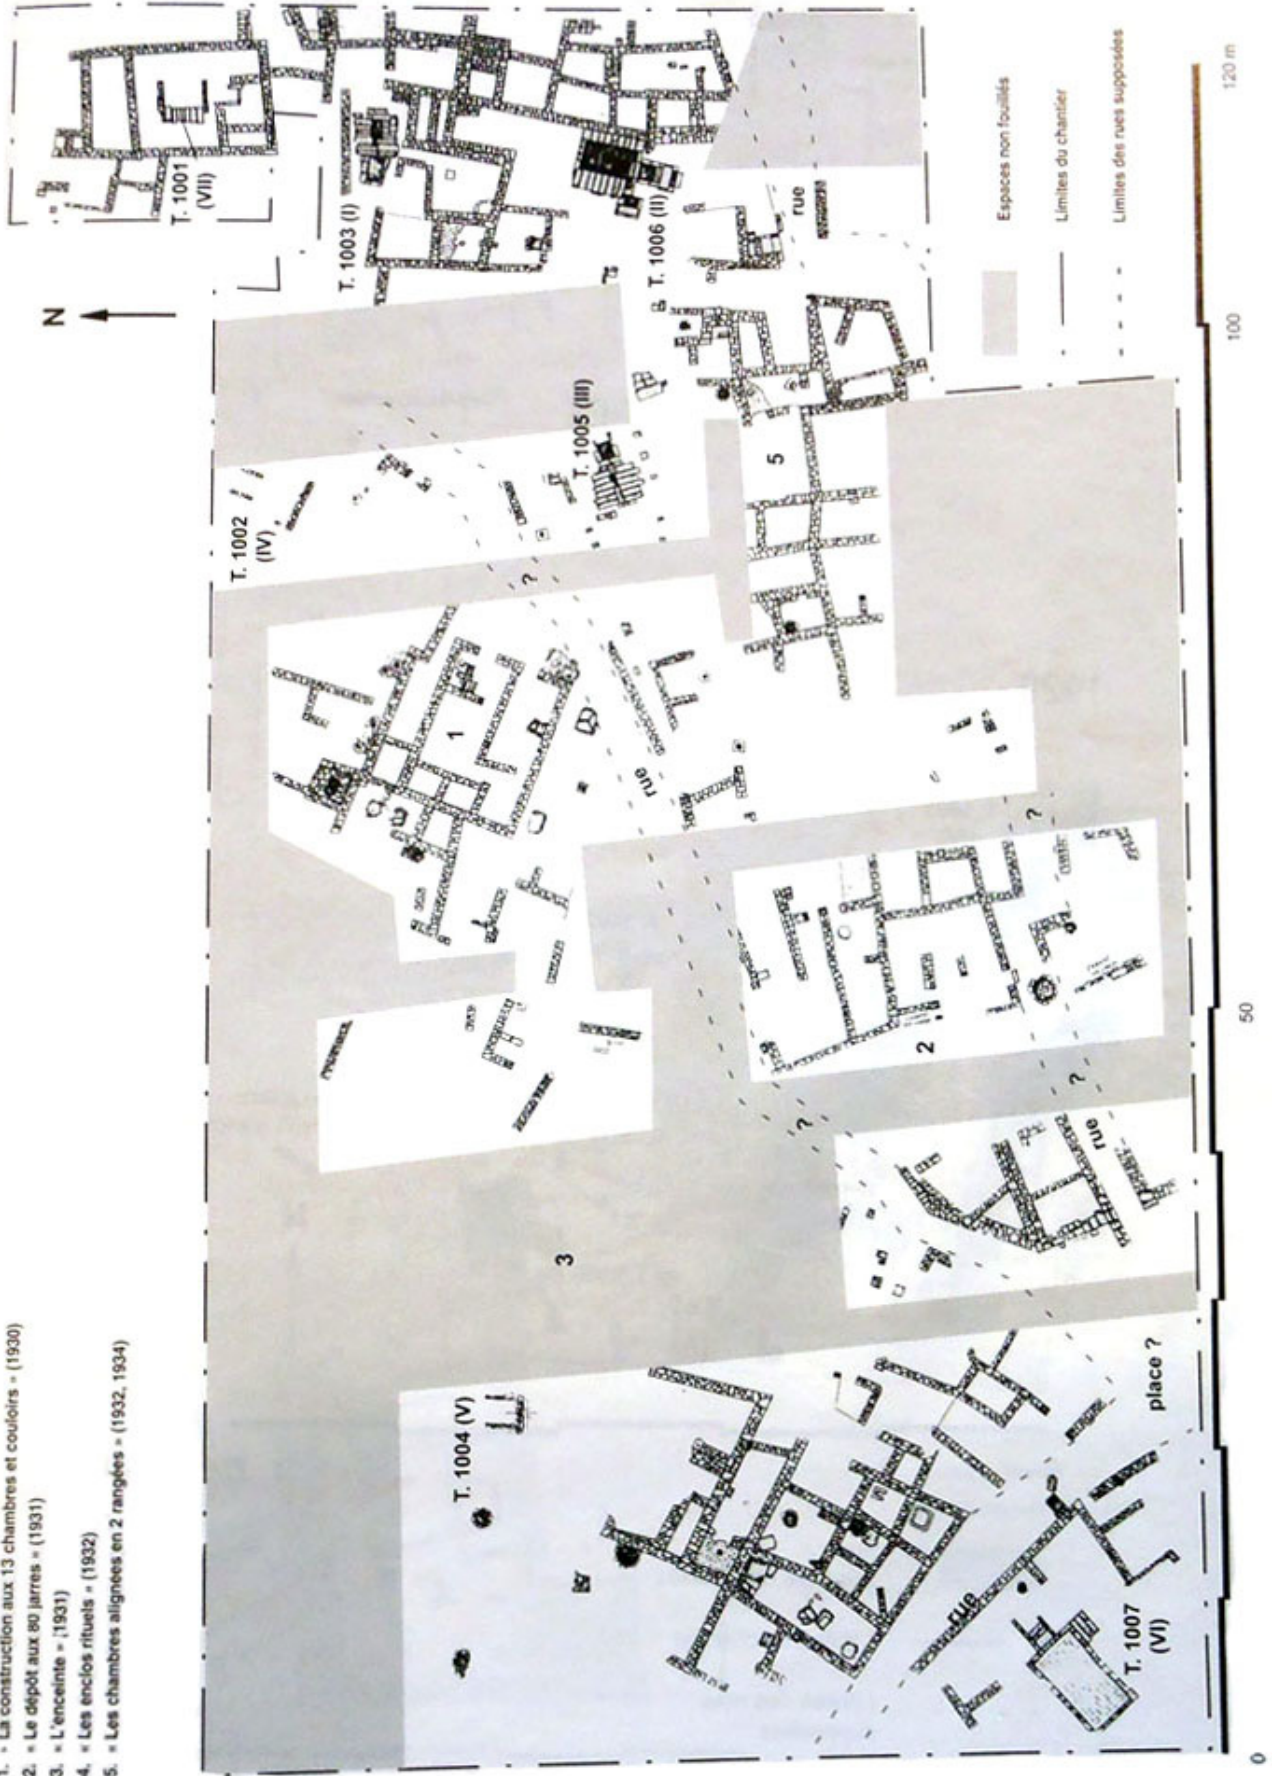 1. « La construction aux 13 chambres et couloirs » (1930)
2. « Le dépôt aux 80 jarres » (1931)
3. « L'enceinte » (1931)
4. « Les enclos rituels » (1932)
5. « Les chambres alignées en 2 rangées » (1932, 1934)
N
T. 1001
(VII)
T. 1003 (I)
T. 1006 (II)
rue
T. 1002
(IV)
T. 1005 (III)
5
?
1
rue
?
2
?
?
rue
3
T. 1004 (V)
place ?
rue
T. 1007
(VI)
Espaces non fouillés
Limites du chantier
Limites des rues supposées
0
50
100
120 m